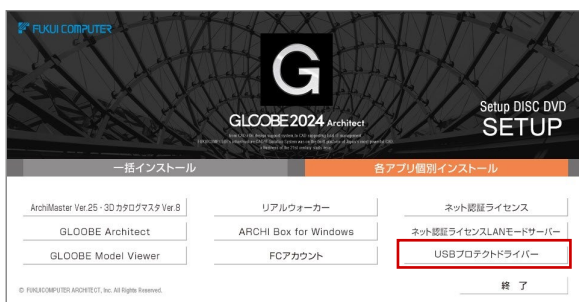 FUKUI COMPUTER
G
GLOOBE 2024 Architect
Setup DISC DVD
SETUP
一括インストール
各アプリ個別インストール
ArchiMaster Ver.25・3DカタログマスタVer.8
リアルウォーカー
ネット認証ライセンス
GLOOBE Architect
ARCHI Box for Windows
ネット認証ライセンスLANモードサーバー
GLOOBE Model Viewer
FCアカウント
USBプロテクトドライバー
© FUKUICOMPUTER ARCHITECT, Inc. All Rights Reserved.
終 了